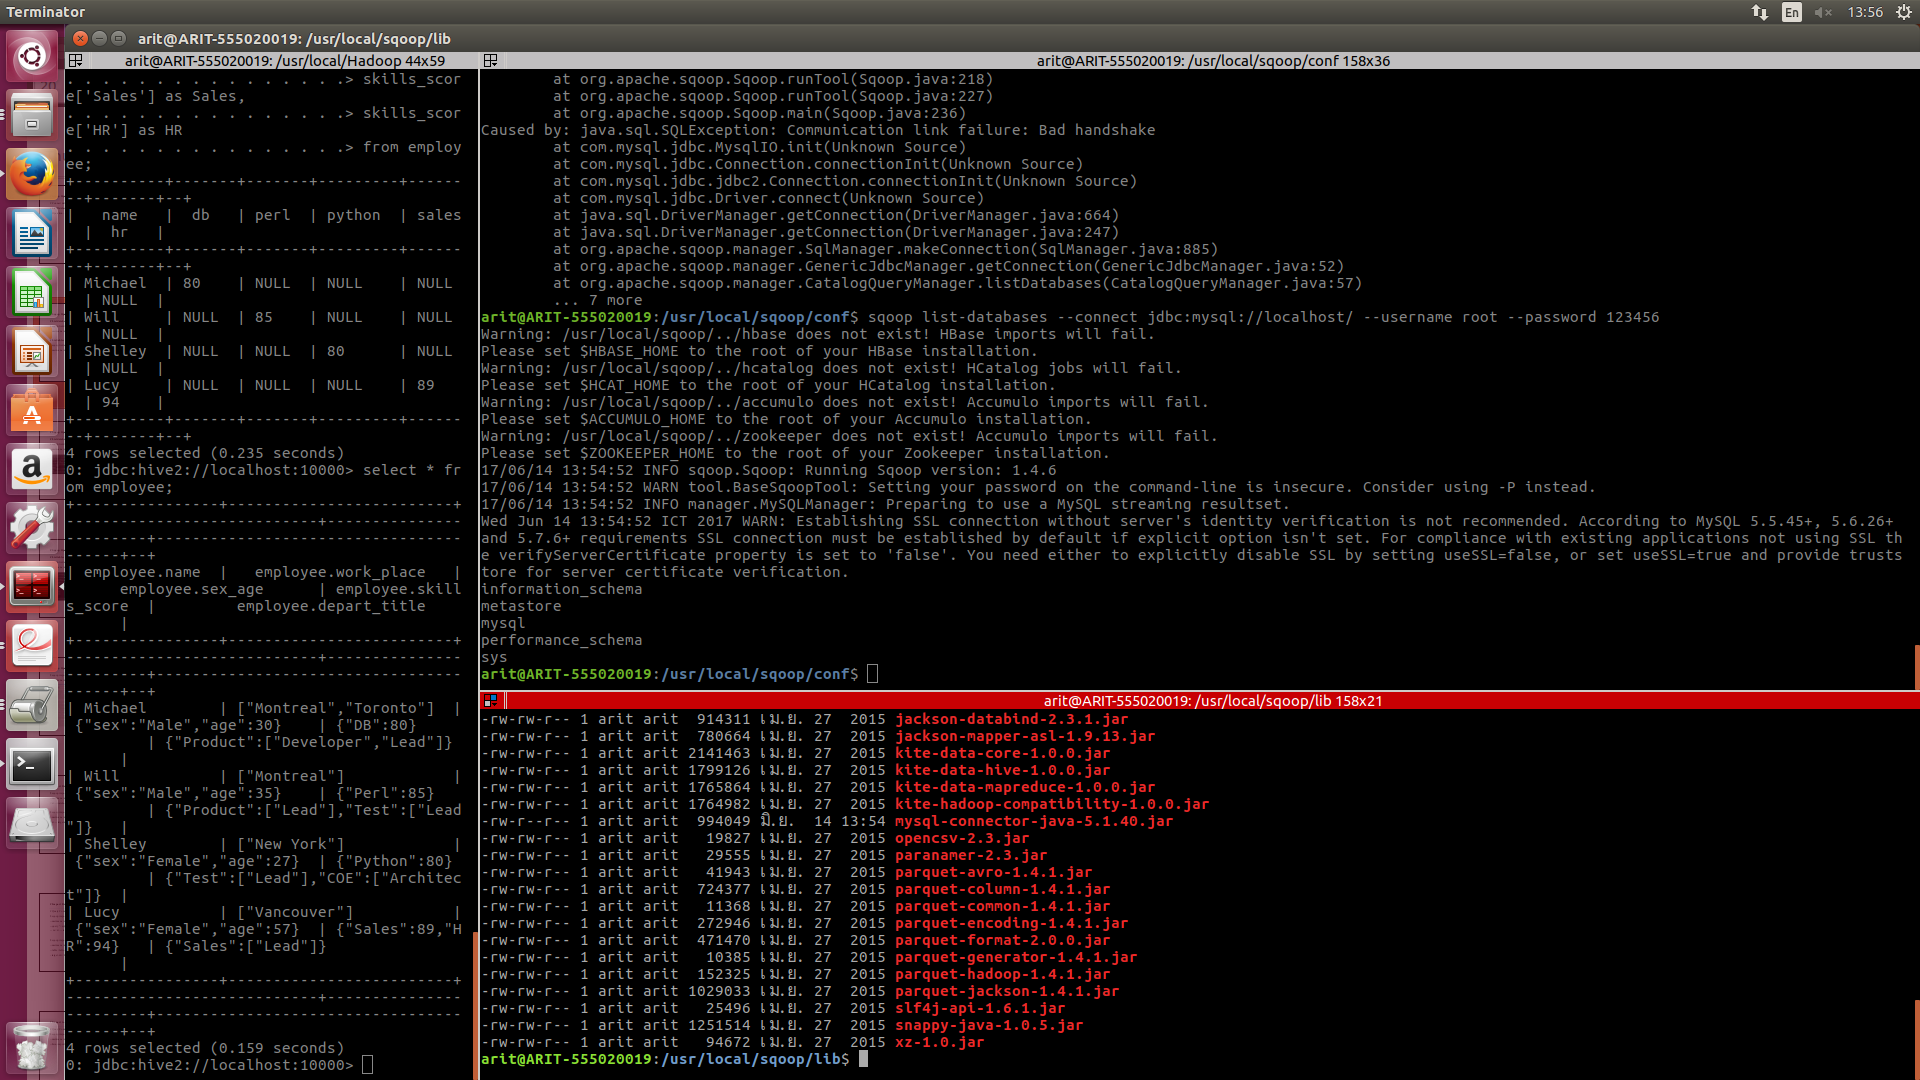 Terminator
En
13:56
arit@ARIT-555020019: /usr/local/sqoop/lib
arit@ARIT-555020019: /usr/local/Hadoop 44x59
. . . . . . . . . . . . . . . .> skills_scor
e['Sales'] as Sales,
. . . . . . . . . . . . . . . .> skills_scor
e['HR'] as HR
. . . . . . . . . . . . . . . .> from employ
ee;
+----------+-------+-------+---------+------
--+-------+--+
|   name   |  db   | perl  | python  | sales
  |  hr   |
+----------+-------+-------+---------+------
--+-------+--+
| Michael  | 80    | NULL  | NULL    | NULL
  | NULL  |
| Will     | NULL  | 85    | NULL    | NULL
  | NULL  |
| Shelley  | NULL  | NULL  | 80      | NULL
  | NULL  |
| Lucy     | NULL  | NULL  | NULL    | 89
  | 94    |
+----------+-------+-------+---------+------
--+-------+--+
4 rows selected (0.235 seconds)
0: jdbc:hive2://localhost:10000> select * fr
om employee;
+----------------+-------------------------+
----------------------------+---------------
---------+----------------------------------
------+--+
| employee.name  |   employee.work_place   |
      employee.sex_age      | employee.skill
s_score  |         employee.depart_title
      |
+----------------+-------------------------+
----------------------------+---------------
---------+----------------------------------
------+--+
| Michael        | ["Montreal","Toronto"]  |
 {"sex":"Male","age":30}    | {"DB":80}
         | {"Product":["Developer","Lead"]}
      |
| Will           | ["Montreal"]            |
 {"sex":"Male","age":35}    | {"Perl":85}
         | {"Product":["Lead"],"Test":["Lead
"]}   |
| Shelley        | ["New York"]            |
 {"sex":"Female","age":27}  | {"Python":80}
         | {"Test":["Lead"],"COE":["Architec
t"]}  |
| Lucy           | ["Vancouver"]           |
 {"sex":"Female","age":57}  | {"Sales":89,"H
R":94}   | {"Sales":["Lead"]}
      |
+----------------+-------------------------+
----------------------------+---------------
---------+----------------------------------
------+--+
4 rows selected (0.159 seconds)
0: jdbc:hive2://localhost:10000>
arit@ARIT-555020019: /usr/local/sqoop/conf 158x36
        at org.apache.sqoop.Sqoop.runTool(Sqoop.java:218)
        at org.apache.sqoop.Sqoop.runTool(Sqoop.java:227)
        at org.apache.sqoop.Sqoop.main(Sqoop.java:236)
Caused by: java.sql.SQLException: Communication link failure: Bad handshake
        at com.mysql.jdbc.MysqlIO.init(Unknown Source)
        at com.mysql.jdbc.Connection.connectionInit(Unknown Source)
        at com.mysql.jdbc.jdbc2.Connection.connectionInit(Unknown Source)
        at com.mysql.jdbc.Driver.connect(Unknown Source)
        at java.sql.DriverManager.getConnection(DriverManager.java:664)
        at java.sql.DriverManager.getConnection(DriverManager.java:247)
        at org.apache.sqoop.manager.SqlManager.makeConnection(SqlManager.java:885)
        at org.apache.sqoop.manager.GenericJdbcManager.getConnection(GenericJdbcManager.java:52)
        at org.apache.sqoop.manager.CatalogQueryManager.listDatabases(CatalogQueryManager.java:57)
        ... 7 more
arit@ARIT-555020019:/usr/local/sqoop/conf$ sqoop list-databases --connect jdbc:mysql://localhost/ --username root --password 123456
Warning: /usr/local/sqoop/../hbase does not exist! HBase imports will fail.
Please set $HBASE_HOME to the root of your HBase installation.
Warning: /usr/local/sqoop/../hcatalog does not exist! HCatalog jobs will fail.
Please set $HCAT_HOME to the root of your HCatalog installation.
Warning: /usr/local/sqoop/../accumulo does not exist! Accumulo imports will fail.
Please set $ACCUMULO_HOME to the root of your Accumulo installation.
Warning: /usr/local/sqoop/../zookeeper does not exist! Accumulo imports will fail.
Please set $ZOOKEEPER_HOME to the root of your Zookeeper installation.
17/06/14 13:54:52 INFO sqoop.Sqoop: Running Sqoop version: 1.4.6
17/06/14 13:54:52 WARN tool.BaseSqoopTool: Setting your password on the command-line is insecure. Consider using -P instead.
17/06/14 13:54:52 INFO manager.MySQLManager: Preparing to use a MySQL streaming resultset.
Wed Jun 14 13:54:52 ICT 2017 WARN: Establishing SSL connection without server's identity verification is not recommended. According to MySQL 5.5.45+, 5.6.26+
and 5.7.6+ requirements SSL connection must be established by default if explicit option isn't set. For compliance with existing applications not using SSL th
e verifyServerCertificate property is set to 'false'. You need either to explicitly disable SSL by setting useSSL=false, or set useSSL=true and provide trusts
tore for server certificate verification.
information_schema
metastore
mysql
performance_schema
sys
arit@ARIT-555020019:/usr/local/sqoop/conf$
arit@ARIT-555020019: /usr/local/sqoop/lib 158x21
-rw-rw-r-- 1 arit arit  914311 เม.ย. 27  2015 jackson-databind-2.3.1.jar
-rw-rw-r-- 1 arit arit  780664 เม.ย. 27  2015 jackson-mapper-asl-1.9.13.jar
-rw-rw-r-- 1 arit arit 2141463 เม.ย. 27  2015 kite-data-core-1.0.0.jar
-rw-rw-r-- 1 arit arit 1799126 เม.ย. 27  2015 kite-data-hive-1.0.0.jar
-rw-rw-r-- 1 arit arit 1765864 เม.ย. 27  2015 kite-data-mapreduce-1.0.0.jar
-rw-rw-r-- 1 arit arit 1764982 เม.ย. 27  2015 kite-hadoop-compatibility-1.0.0.jar
-rw-r--r-- 1 arit arit  994049 มิ.ย.  14 13:54 mysql-connector-java-5.1.40.jar
-rw-rw-r-- 1 arit arit   19827 เม.ย. 27  2015 opencsv-2.3.jar
-rw-rw-r-- 1 arit arit   29555 เม.ย. 27  2015 paranamer-2.3.jar
-rw-rw-r-- 1 arit arit   41943 เม.ย. 27  2015 parquet-avro-1.4.1.jar
-rw-rw-r-- 1 arit arit  724377 เม.ย. 27  2015 parquet-column-1.4.1.jar
-rw-rw-r-- 1 arit arit   11368 เม.ย. 27  2015 parquet-common-1.4.1.jar
-rw-rw-r-- 1 arit arit  272946 เม.ย. 27  2015 parquet-encoding-1.4.1.jar
-rw-rw-r-- 1 arit arit  471470 เม.ย. 27  2015 parquet-format-2.0.0.jar
-rw-rw-r-- 1 arit arit   10385 เม.ย. 27  2015 parquet-generator-1.4.1.jar
-rw-rw-r-- 1 arit arit  152325 เม.ย. 27  2015 parquet-hadoop-1.4.1.jar
-rw-rw-r-- 1 arit arit 1029033 เม.ย. 27  2015 parquet-jackson-1.4.1.jar
-rw-rw-r-- 1 arit arit   25496 เม.ย. 27  2015 slf4j-api-1.6.1.jar
-rw-rw-r-- 1 arit arit 1251514 เม.ย. 27  2015 snappy-java-1.0.5.jar
-rw-rw-r-- 1 arit arit   94672 เม.ย. 27  2015 xz-1.0.jar
arit@ARIT-555020019:/usr/local/sqoop/lib$